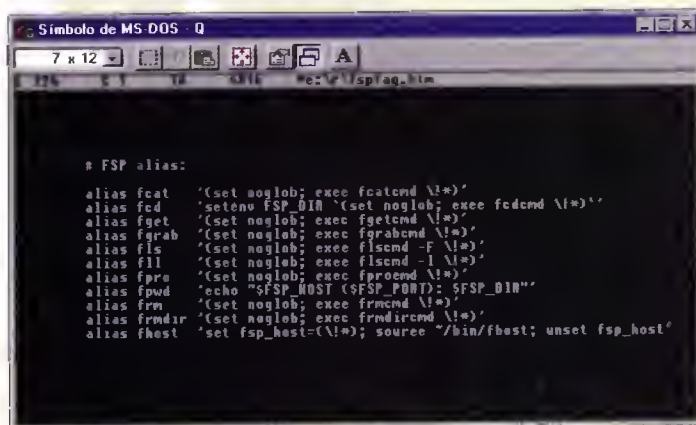 Símbolo de MS-DOS - Q
7 x 12
A
# FSP alias:
alias fcat '(set noglob; exec fcatcmd \!*)'
alias fcd 'setenv FSP_DIR `(set noglob; exec fcdcmd \!*)`'
alias fget '(set noglob; exec fgetcmd \!*)'
alias fgrab '(set noglob; exec fgrabcmd \!*)'
alias fls '(set noglob; exec flscmd -F \!*)'
alias fll '(set noglob; exec flscmd -l \!*)'
alias fpro '(set noglob; exec fprocmd \!*)'
alias fpwd 'echo "$FSP_HOST ($FSP_PORT): $FSP_DIR"'
alias frm '(set noglob; exec frmcmd \!*)'
alias frmdir '(set noglob; exec frmdircmd \!*)'
alias fhost 'set fsp_host=(\!*); source ~/bin/fhost; unset fsp_host'